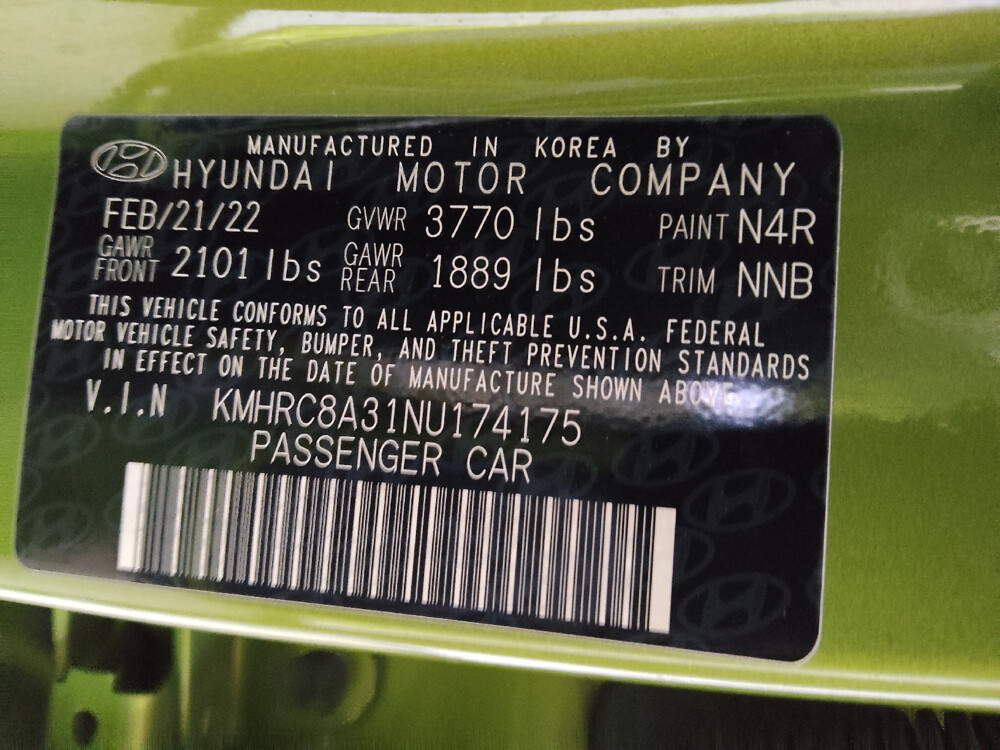 MANUFACTURED IN KOREA BY
HYUNDAI MOTOR COMPANY
FEB/21/22 GVWR 3770 lbs PAINT N4R
GAWR FRONT 2101 lbs GAWR REAR 1889 lbs TRIM NNB
THIS VEHICLE CONFORMS TO ALL APPLICABLE U.S.A. FEDERAL
MOTOR VEHICLE SAFETY, BUMPER, AND THEFT PREVENTION STANDARDS
IN EFFECT ON THE DATE OF MANUFACTURE SHOWN ABOVE.
V.I.N KMHRC8A31NU174175
PASSENGER CAR